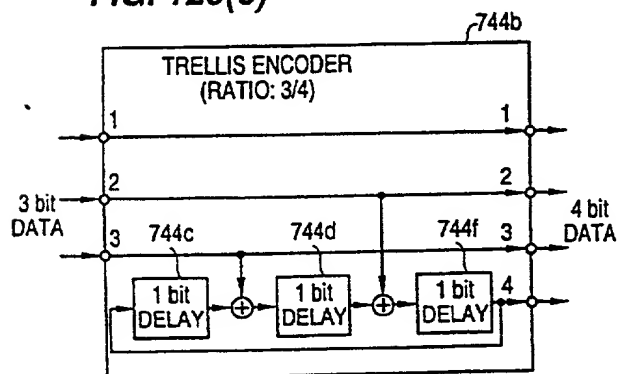 744b
TRELLIS ENCODER
(RATIO: 3/4)
1
1
2
2
3 bit
DATA
3
744c
744d
744f
3
4 bit
DATA
1 bit
DELAY
1 bit
DELAY
1 bit
DELAY
4